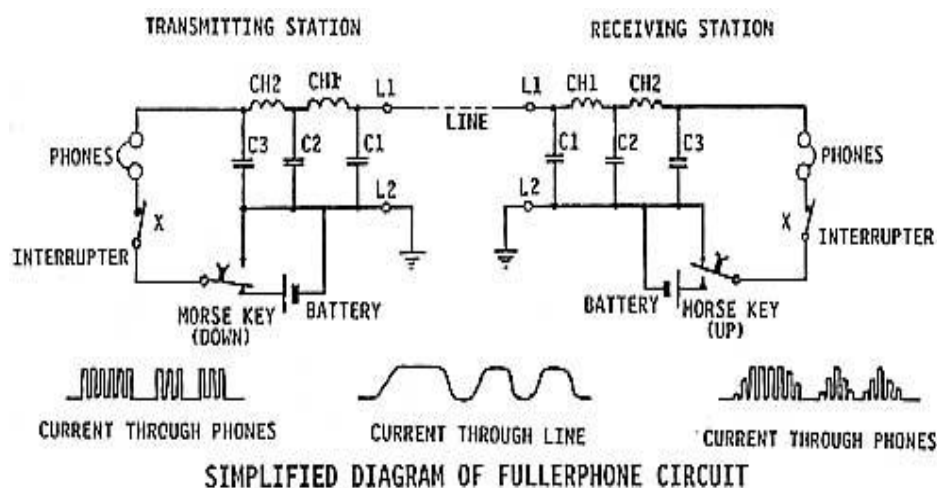 TRANSMITTING STATION
RECEIVING STATION
CH2 CH1 L1 L1 CH1 CH2
LINE
C3 C2 C1 C1 C2 C3
PHONES PHONES
L2 L2
X X
INTERRUPTER INTERRUPTER
BATTERY BATTERY
MORSE KEY (DOWN)
MORSE KEY (UP)
CURRENT THROUGH PHONES
CURRENT THROUGH LINE
CURRENT THROUGH PHONES
SIMPLIFIED DIAGRAM OF FULLERPHONE CIRCUIT